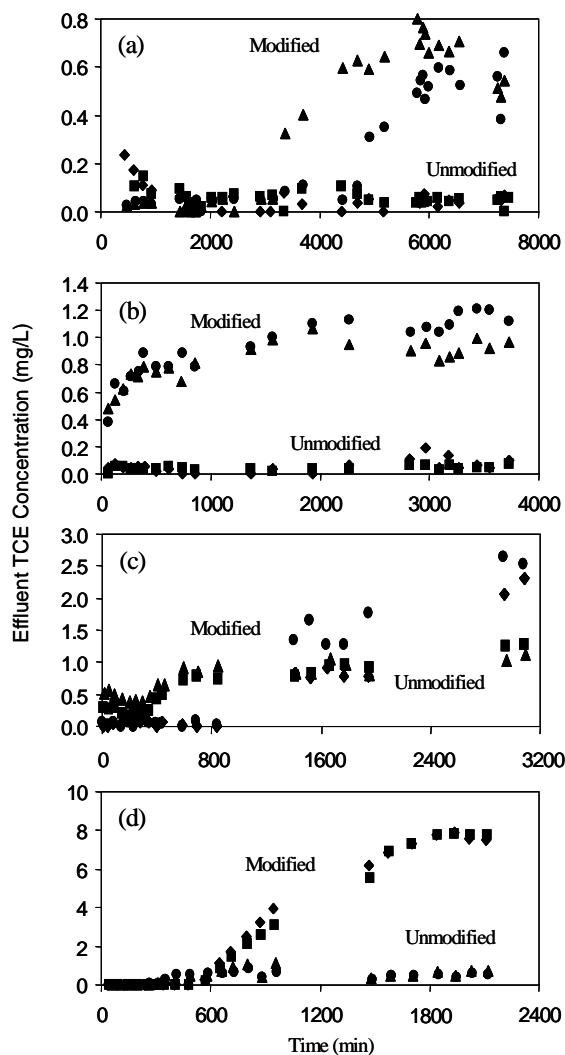 Effluent TCE Concentration (mg/L)
(a)
Modified
Unmodified
0.8
0.6
0.4
0.2
0.0
0 2000 4000 6000 8000
(b)
Modified
Unmodified
1.4
1.2
1.0
0.8
0.6
0.4
0.2
0.0
0 1000 2000 3000 4000
(c)
Modified
Unmodified
3.0
2.5
2.0
1.5
1.0
0.5
0.0
0 800 1600 2400 3200
(d)
Modified
Unmodified
10
8
6
4
2
0
0 600 1200 1800 2400
Time (min)